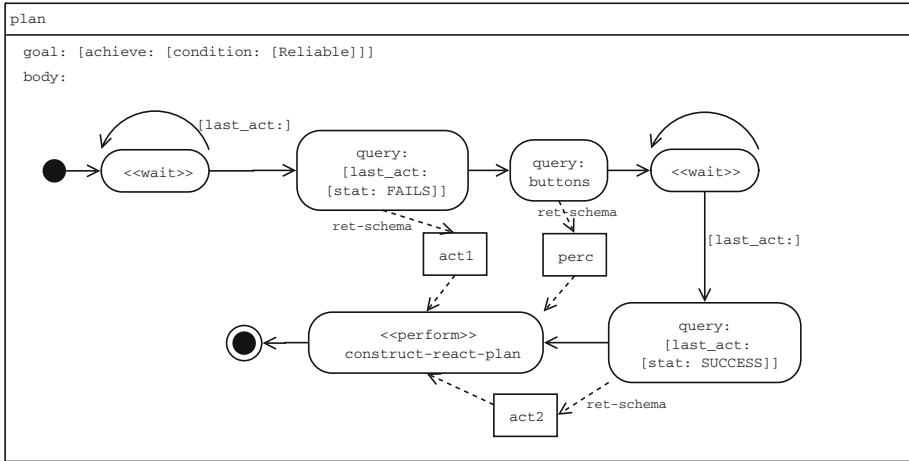 plan
goal: [achieve: [condition: [Reliable]]]
body:
[last_act:]
<<wait>>
query:
[last_act:
[stat: FAILS]]
query:
buttons
<<wait>>
ret-schema
ret-schema
act1
perc
[last_act:]
<<perform>>
construct-react-plan
query:
[last_act:
[stat: SUCCESS]]
act2
ret-schema